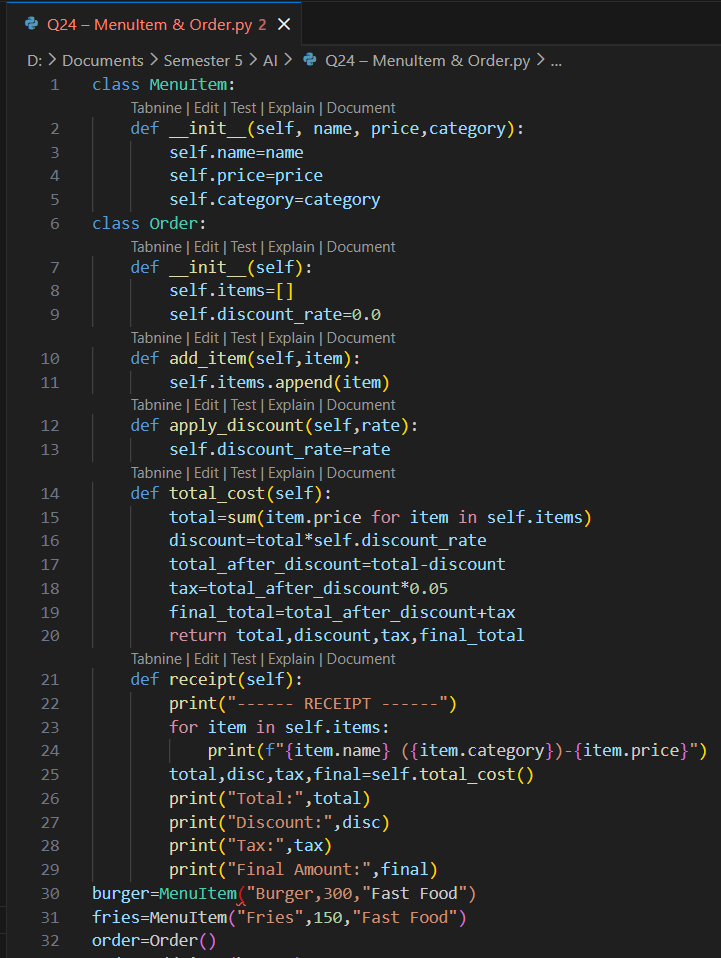 Q24 – MenuItem & Order.py 2 ×
D: > Documents > Semester 5 > AI > Q24 – MenuItem & Order.py > ...
1 class MenuItem:
Tabnine | Edit | Test | Explain | Document
2 def __init__(self, name, price,category):
3 self.name=name
4 self.price=price
5 self.category=category
6 class Order:
Tabnine | Edit | Test | Explain | Document
7 def __init__(self):
8 self.items=[]
9 self.discount_rate=0.0
Tabnine | Edit | Test | Explain | Document
10 def add_item(self,item):
11 self.items.append(item)
Tabnine | Edit | Test | Explain | Document
12 def apply_discount(self,rate):
13 self.discount_rate=rate
Tabnine | Edit | Test | Explain | Document
14 def total_cost(self):
15 total=sum(item.price for item in self.items)
16 discount=total*self.discount_rate
17 total_after_discount=total-discount
18 tax=total_after_discount*0.05
19 final_total=total_after_discount+tax
20 return total,discount,tax,final_total
Tabnine | Edit | Test | Explain | Document
21 def receipt(self):
22 print("------ RECEIPT ------")
23 for item in self.items:
24 print(f"{item.name} ({item.category})-{item.price}")
25 total,disc,tax,final=self.total_cost()
26 print("Total:",total)
27 print("Discount:",disc)
28 print("Tax:",tax)
29 print("Final Amount:",final)
30 burger=MenuItem("Burger,300,"Fast Food")
31 fries=MenuItem("Fries",150,"Fast Food")
32 order=Order()